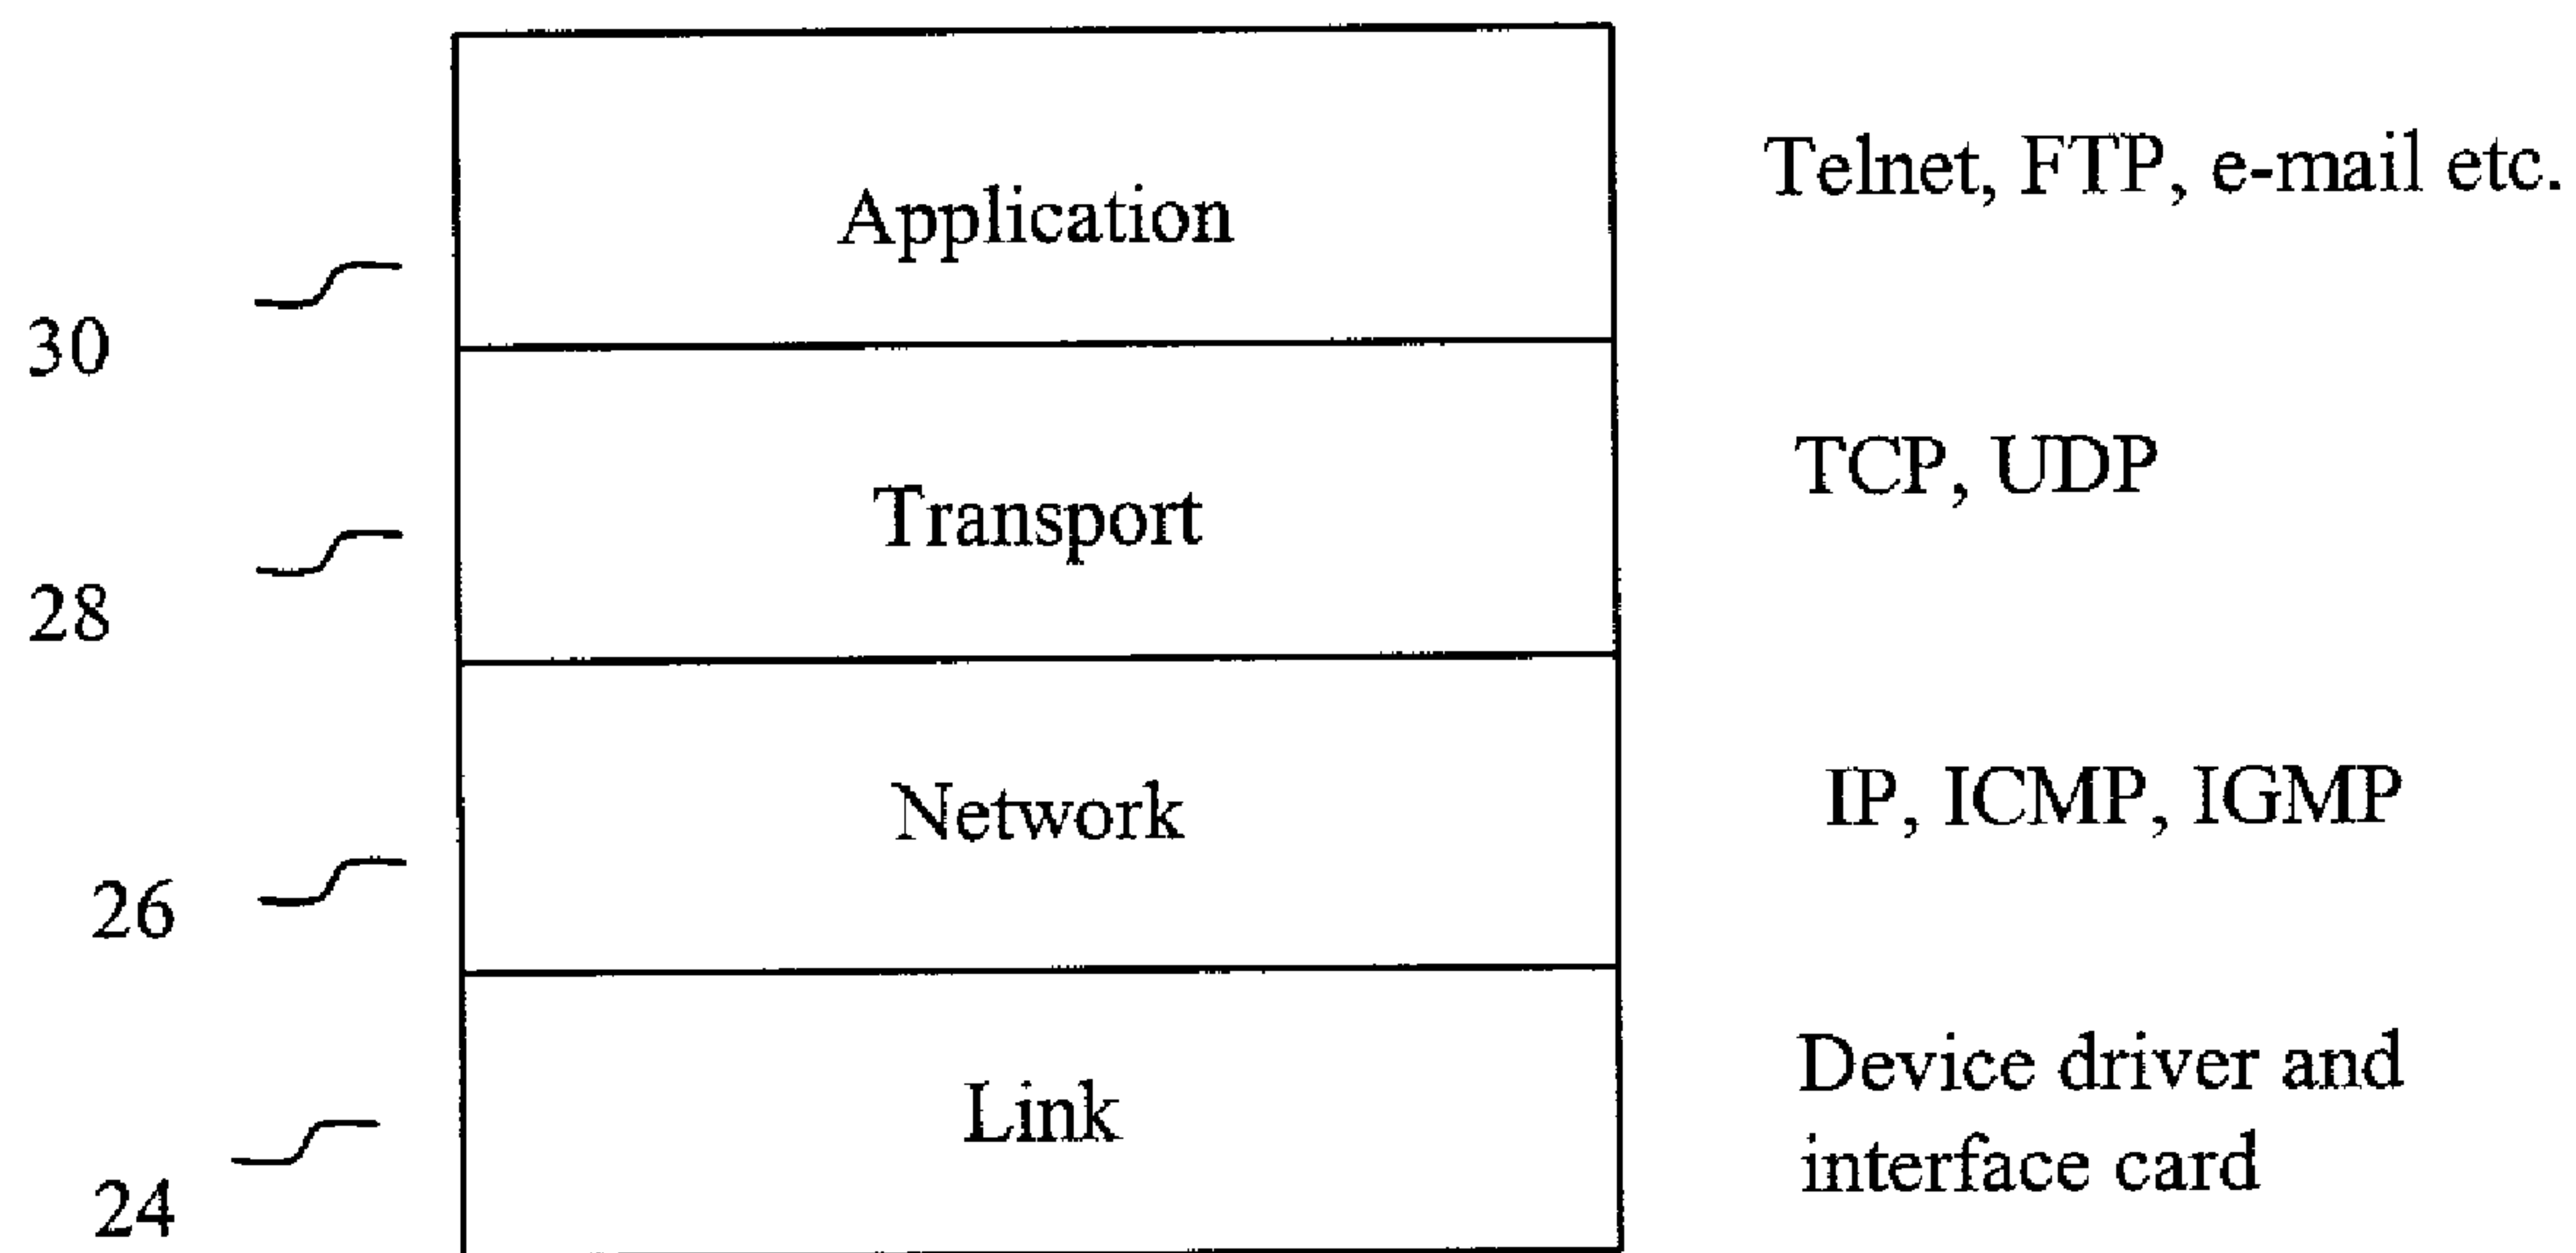 Telnet, FTP, e-mail etc.
Application
30
TCP, UDP
Transport
28
IP, ICMP, IGMP
Network
26
Device driver and
interface card
Link
24